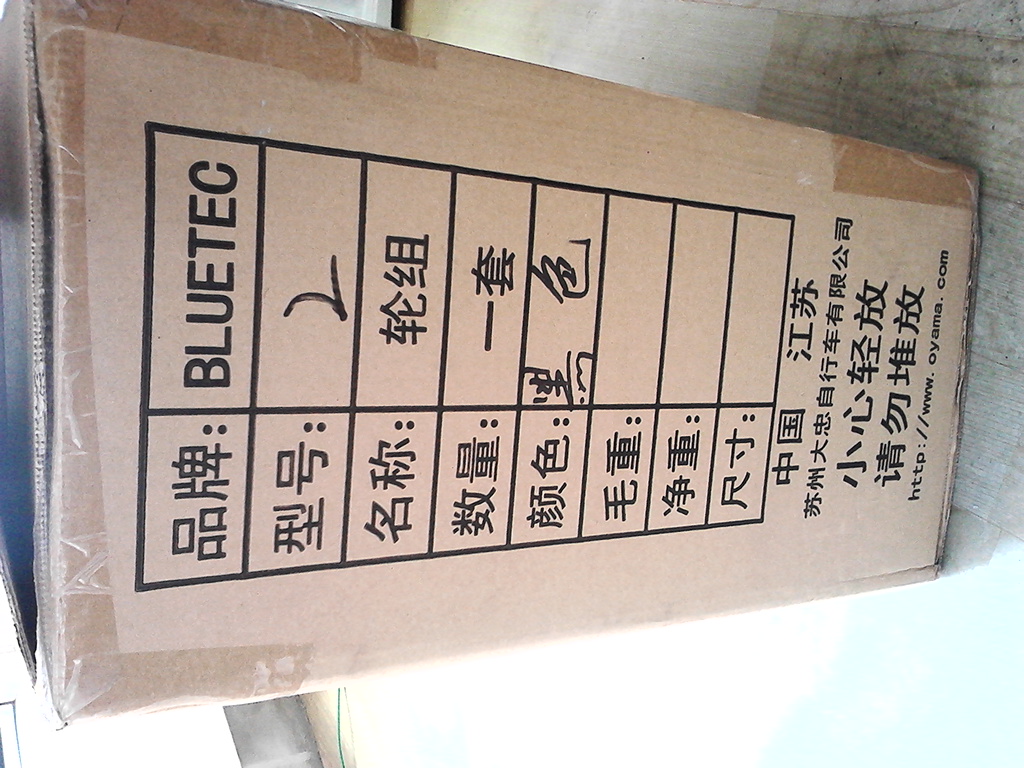 品牌: BLUETEC
型号: 2
名称: 轮组
数量: 一套
颜色: 黑色
毛重:
净重:
尺寸:
中国 江苏
苏州大忠自行车有限公司
小心轻放
请勿堆放
http://www.oyama.com